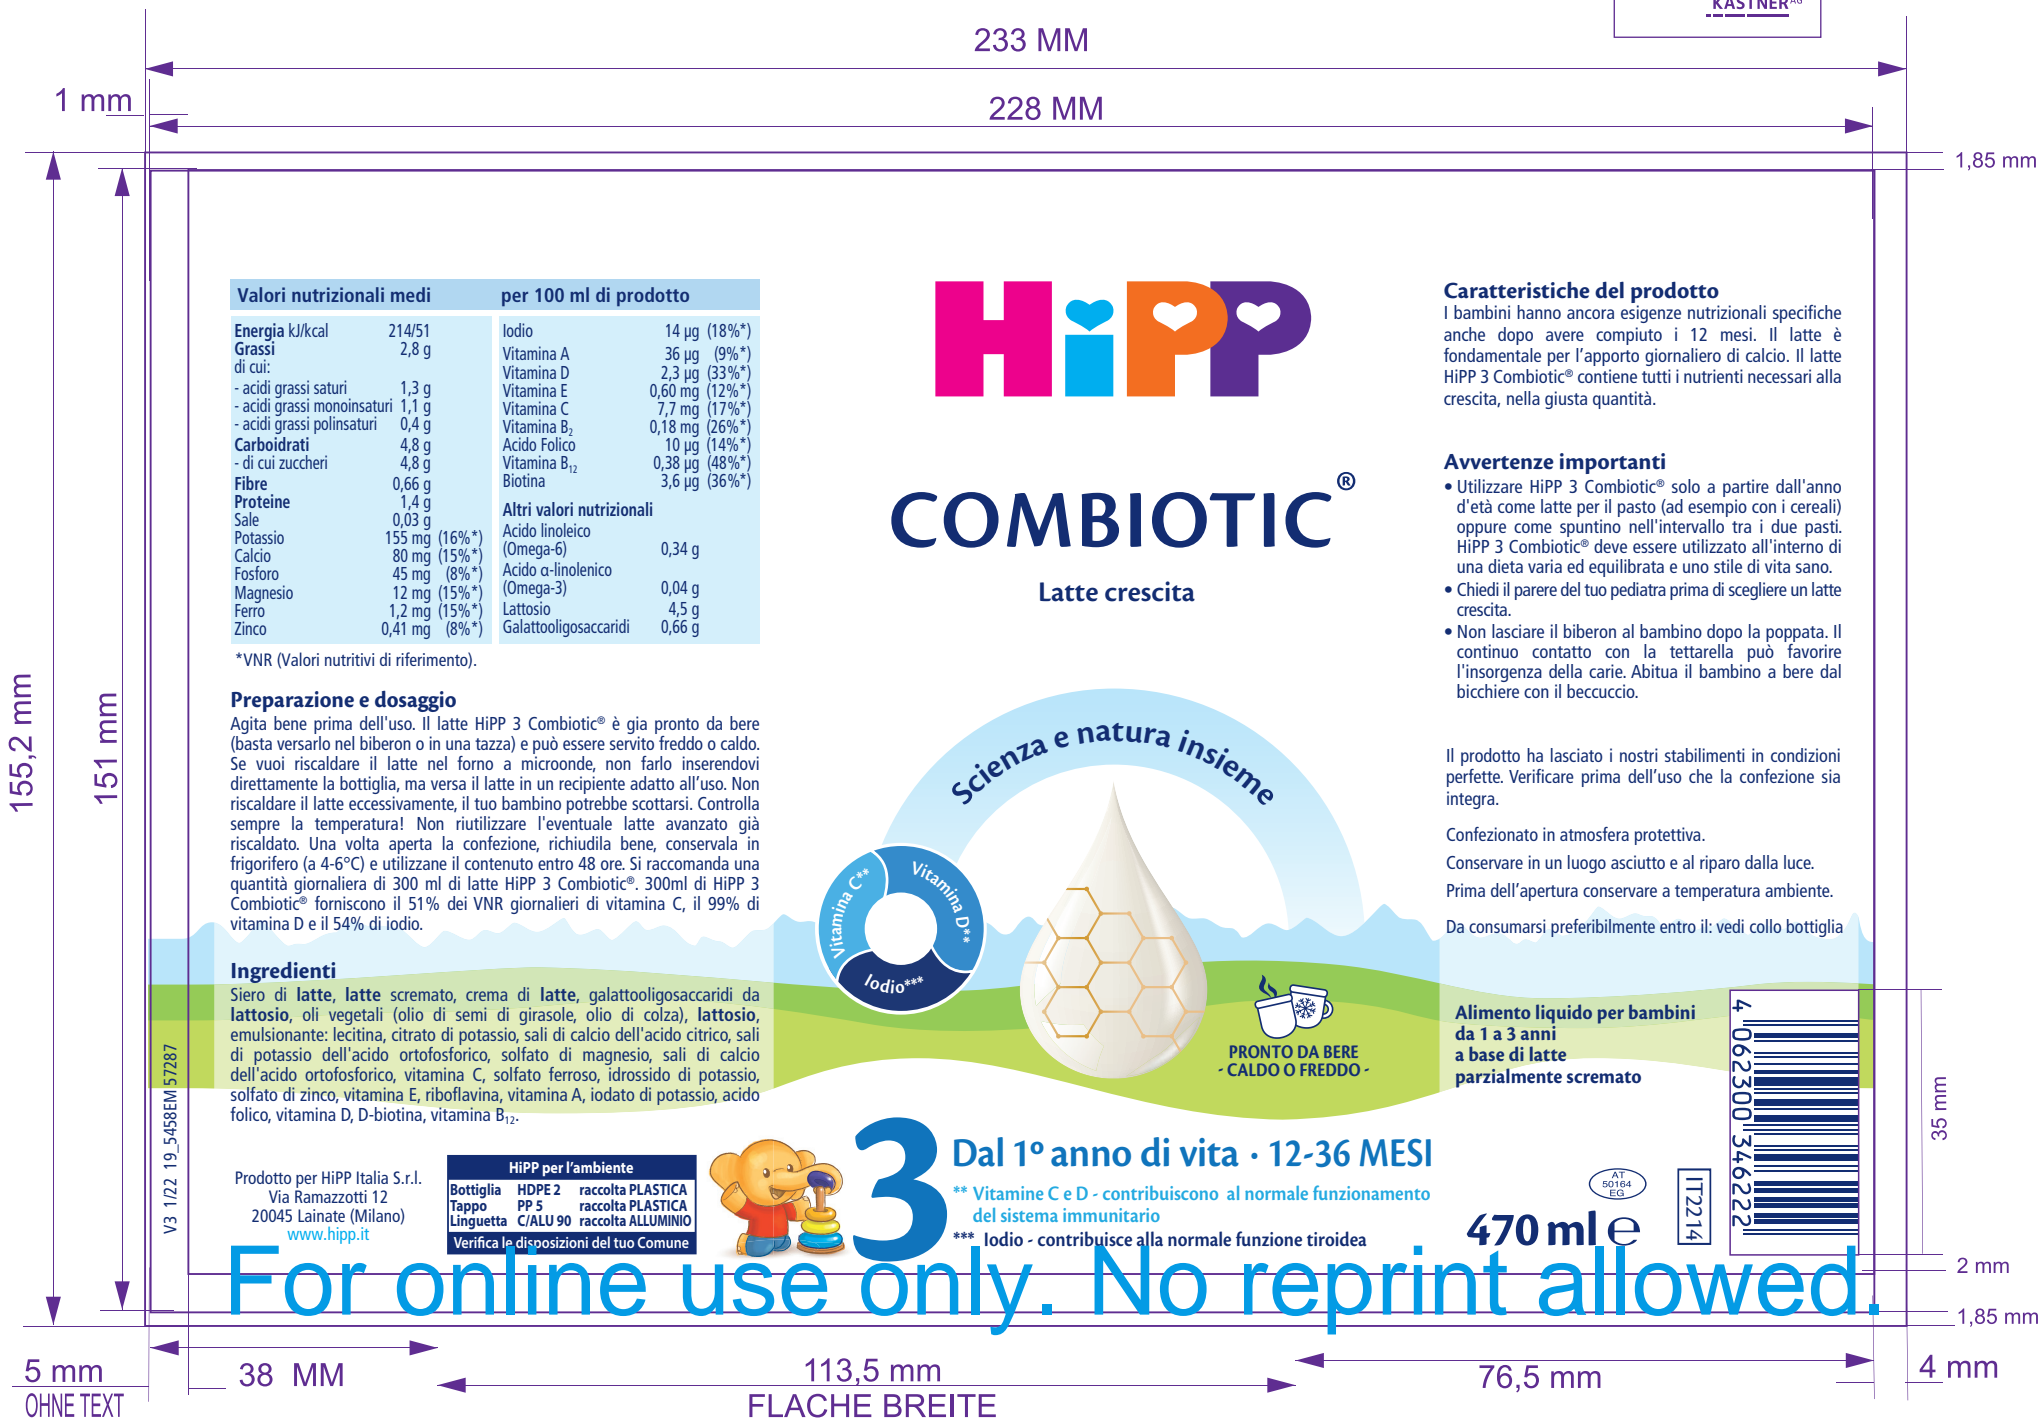 KASTNER AG
233 MM
1 mm
228 MM
1,85 mm
155,2 mm
151 mm
Valori nutrizionali medi per 100 ml di prodotto
Energia kJ/kcal 214/51
Grassi 2,8 g
di cui:
- acidi grassi saturi 1,3 g
- acidi grassi monoinsaturi 1,1 g
- acidi grassi polinsaturi 0,4 g
Carboidrati 4,8 g
- di cui zuccheri 4,8 g
Fibre 0,66 g
Proteine 1,4 g
Sale 0,03 g
Potassio 155 mg (16%*)
Calcio 80 mg (15%*)
Fosforo 45 mg (8%*)
Magnesio 12 mg (15%*)
Ferro 1,2 mg (15%*)
Zinco 0,41 mg (8%*)
Iodio 14 µg (18%*)
Vitamina A 36 µg (9%*)
Vitamina D 2,3 µg (33%*)
Vitamina E 0,60 mg (12%*)
Vitamina C 7,7 mg (17%*)
Vitamina B2 0,18 mg (26%*)
Acido Folico 10 µg (14%*)
Vitamina B12 0,38 µg (48%*)
Biotina 3,6 µg (36%*)
Altri valori nutrizionali
Acido linoleico
(Omega-6) 0,34 g
Acido α-linolenico
(Omega-3) 0,04 g
Lattosio 4,5 g
Galattooligosaccaridi 0,66 g
*VNR (Valori nutritivi di riferimento).
Preparazione e dosaggio
Agita bene prima dell'uso. Il latte HiPP 3 Combiotic® è gia pronto da bere
(basta versarlo nel biberon o in una tazza) e può essere servito freddo o caldo.
Se vuoi riscaldare il latte nel forno a microonde, non farlo inserendovi
direttamente la bottiglia, ma versa il latte in un recipiente adatto all'uso. Non
riscaldare il latte eccessivamente, il tuo bambino potrebbe scottarsi. Controlla
sempre la temperatura! Non riutilizzare l'eventuale latte avanzato già
riscaldato. Una volta aperta la confezione, richiudila bene, conservala in
frigorifero (a 4-6°C) e utilizzane il contenuto entro 48 ore. Si raccomanda una
quantità giornaliera di 300 ml di latte HiPP 3 Combiotic®. 300ml di HiPP 3
Combiotic® forniscono il 51% dei VNR giornalieri di vitamina C, il 99% di
vitamina D e il 54% di iodio.
Ingredienti
Siero di latte, latte scremato, crema di latte, galattooligosaccaridi da
lattosio, oli vegetali (olio di semi di girasole, olio di colza), lattosio,
emulsionante: lecitina, citrato di potassio, sali di calcio dell'acido citrico, sali
di potassio dell'acido ortofosforico, solfato di magnesio, sali di calcio
dell'acido ortofosforico, vitamina C, solfato ferroso, idrossido di potassio,
solfato di zinco, vitamina E, riboflavina, vitamina A, iodato di potassio, acido
folico, vitamina D, D-biotina, vitamina B12.
V3 1/22 19_5458EM 57287
Prodotto per HiPP Italia S.r.l.
Via Ramazzotti 12
20045 Lainate (Milano)
www.hipp.it
HiPP per l'ambiente
Bottiglia HDPE 2 raccolta PLASTICA
Tappo PP 5 raccolta PLASTICA
Linguetta C/ALU 90 raccolta ALLUMINIO
Verifica le disposizioni del tuo Comune
HiPP
COMBIOTIC®
Latte crescita
Scienza e natura insieme
Vitamina C**
Vitamina D**
Iodio***
PRONTO DA BERE
- CALDO O FREDDO -
3
Dal 1º anno di vita · 12-36 MESI
** Vitamine C e D - contribuiscono al normale funzionamento
del sistema immunitario
*** Iodio - contribuisce alla normale funzione tiroidea
Caratteristiche del prodotto
I bambini hanno ancora esigenze nutrizionali specifiche
anche dopo avere compiuto i 12 mesi. Il latte è
fondamentale per l'apporto giornaliero di calcio. Il latte
HiPP 3 Combiotic® contiene tutti i nutrienti necessari alla
crescita, nella giusta quantità.
Avvertenze importanti
• Utilizzare HiPP 3 Combiotic® solo a partire dall'anno
d'età come latte per il pasto (ad esempio con i cereali)
oppure come spuntino nell'intervallo tra i due pasti.
HiPP 3 Combiotic® deve essere utilizzato all'interno di
una dieta varia ed equilibrata e uno stile di vita sano.
• Chiedi il parere del tuo pediatra prima di scegliere un latte
crescita.
• Non lasciare il biberon al bambino dopo la poppata. Il
continuo contatto con la tettarella può favorire
l'insorgenza della carie. Abitua il bambino a bere dal
bicchiere con il beccuccio.
Il prodotto ha lasciato i nostri stabilimenti in condizioni
perfette. Verificare prima dell'uso che la confezione sia
integra.
Confezionato in atmosfera protettiva.
Conservare in un luogo asciutto e al riparo dalla luce.
Prima dell'apertura conservare a temperatura ambiente.
Da consumarsi preferibilmente entro il: vedi collo bottiglia
Alimento liquido per bambini
da 1 a 3 anni
a base di latte
parzialmente scremato
4 062300 346222
35 mm
AT
50164
EG
470 ml e
IT2214
For online use only. No reprint allowed.
2 mm
1,85 mm
5 mm
OHNE TEXT
38 MM
113,5 mm
FLACHE BREITE
76,5 mm
4 mm